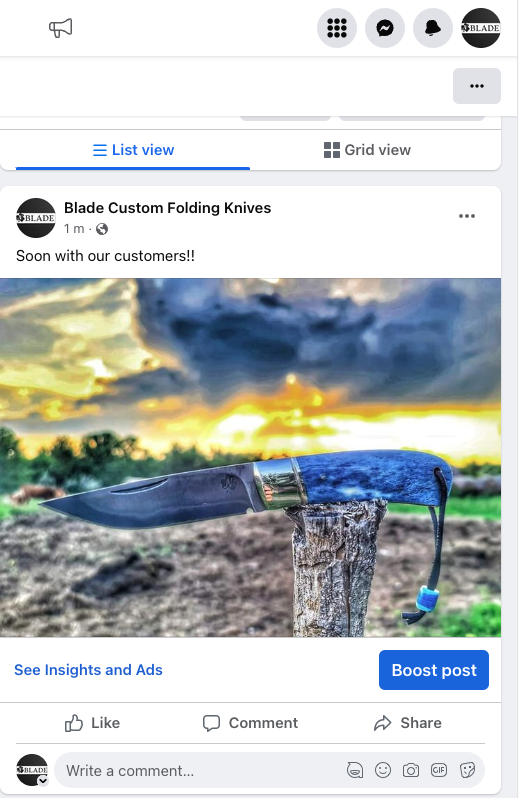 BLADE
...
List view
Grid view
BLADE
Blade Custom Folding Knives
1 m ·
...
Soon with our customers!!
See Insights and Ads
Boost post
Like
Comment
Share
BLADE
Write a comment...
GIF